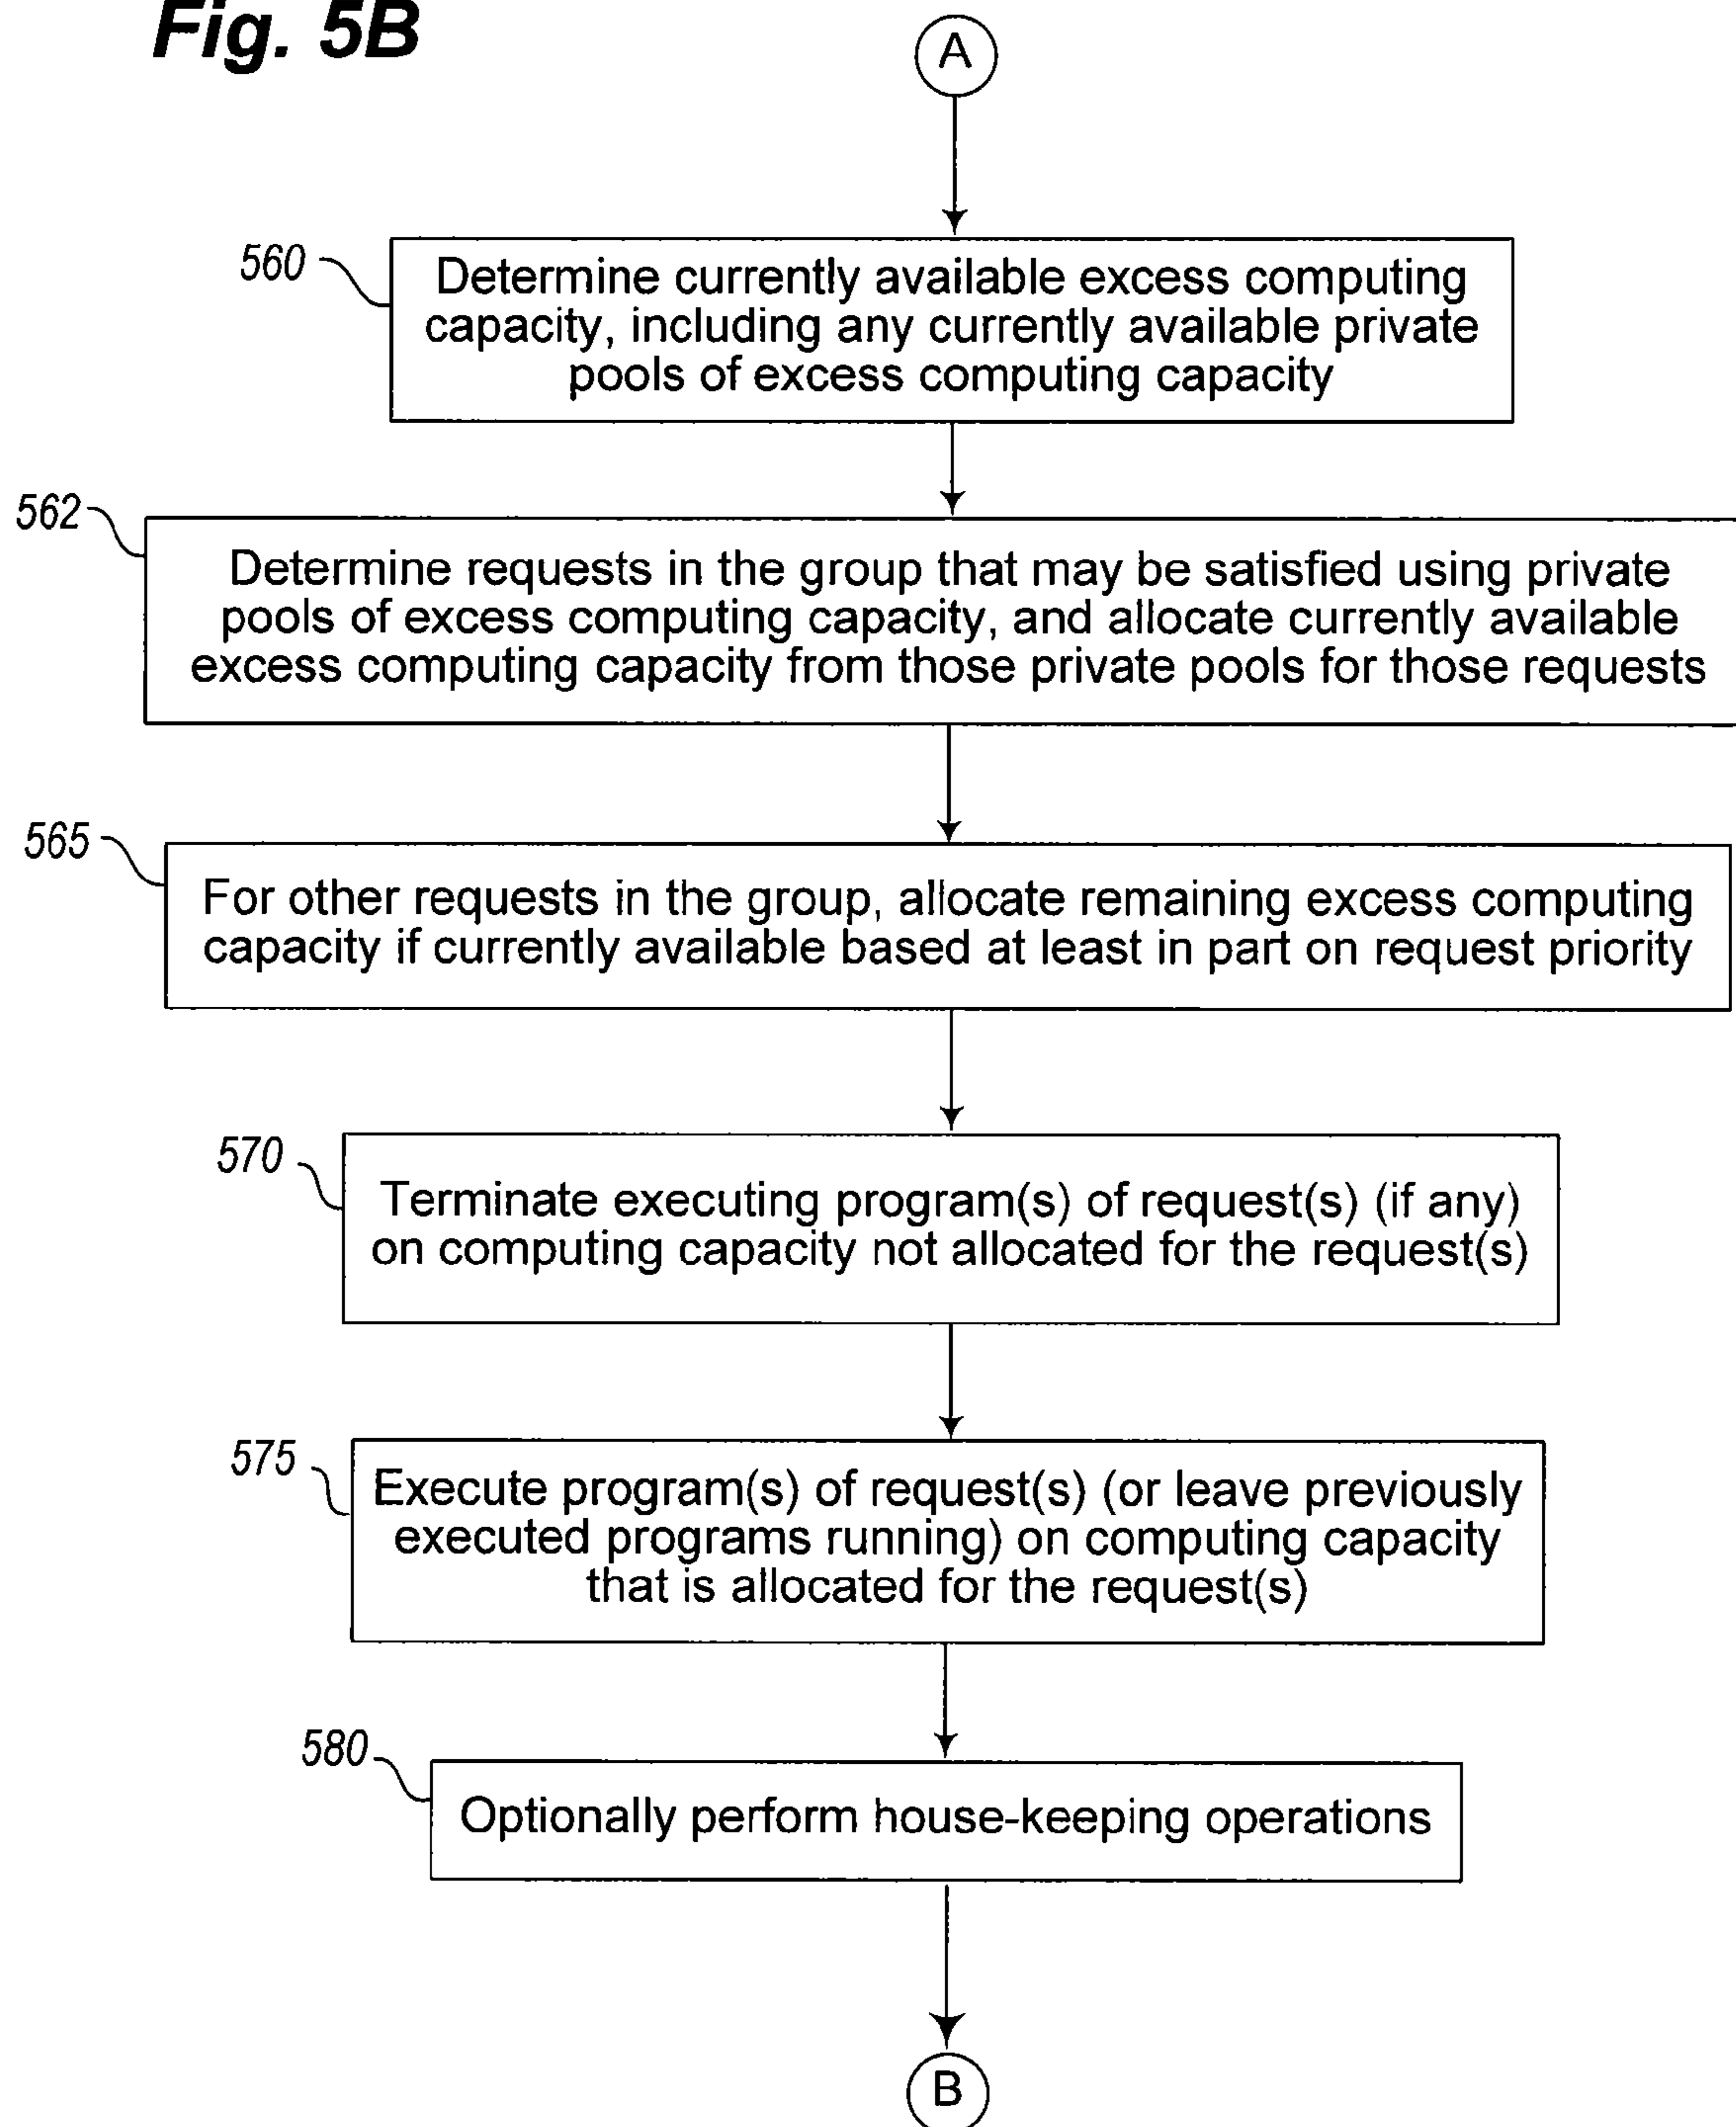 Fig. 5B
A
560
Determine currently available excess computing
capacity, including any currently available private
pools of excess computing capacity
562
Determine requests in the group that may be satisfied using private
pools of excess computing capacity, and allocate currently available
excess computing capacity from those private pools for those requests
565
For other requests in the group, allocate remaining excess computing
capacity if currently available based at least in part on request priority
570
Terminate executing program(s) of request(s) (if any)
on computing capacity not allocated for the request(s)
575
Execute program(s) of request(s) (or leave previously
executed programs running) on computing capacity
that is allocated for the request(s)
580
Optionally perform house-keeping operations
B